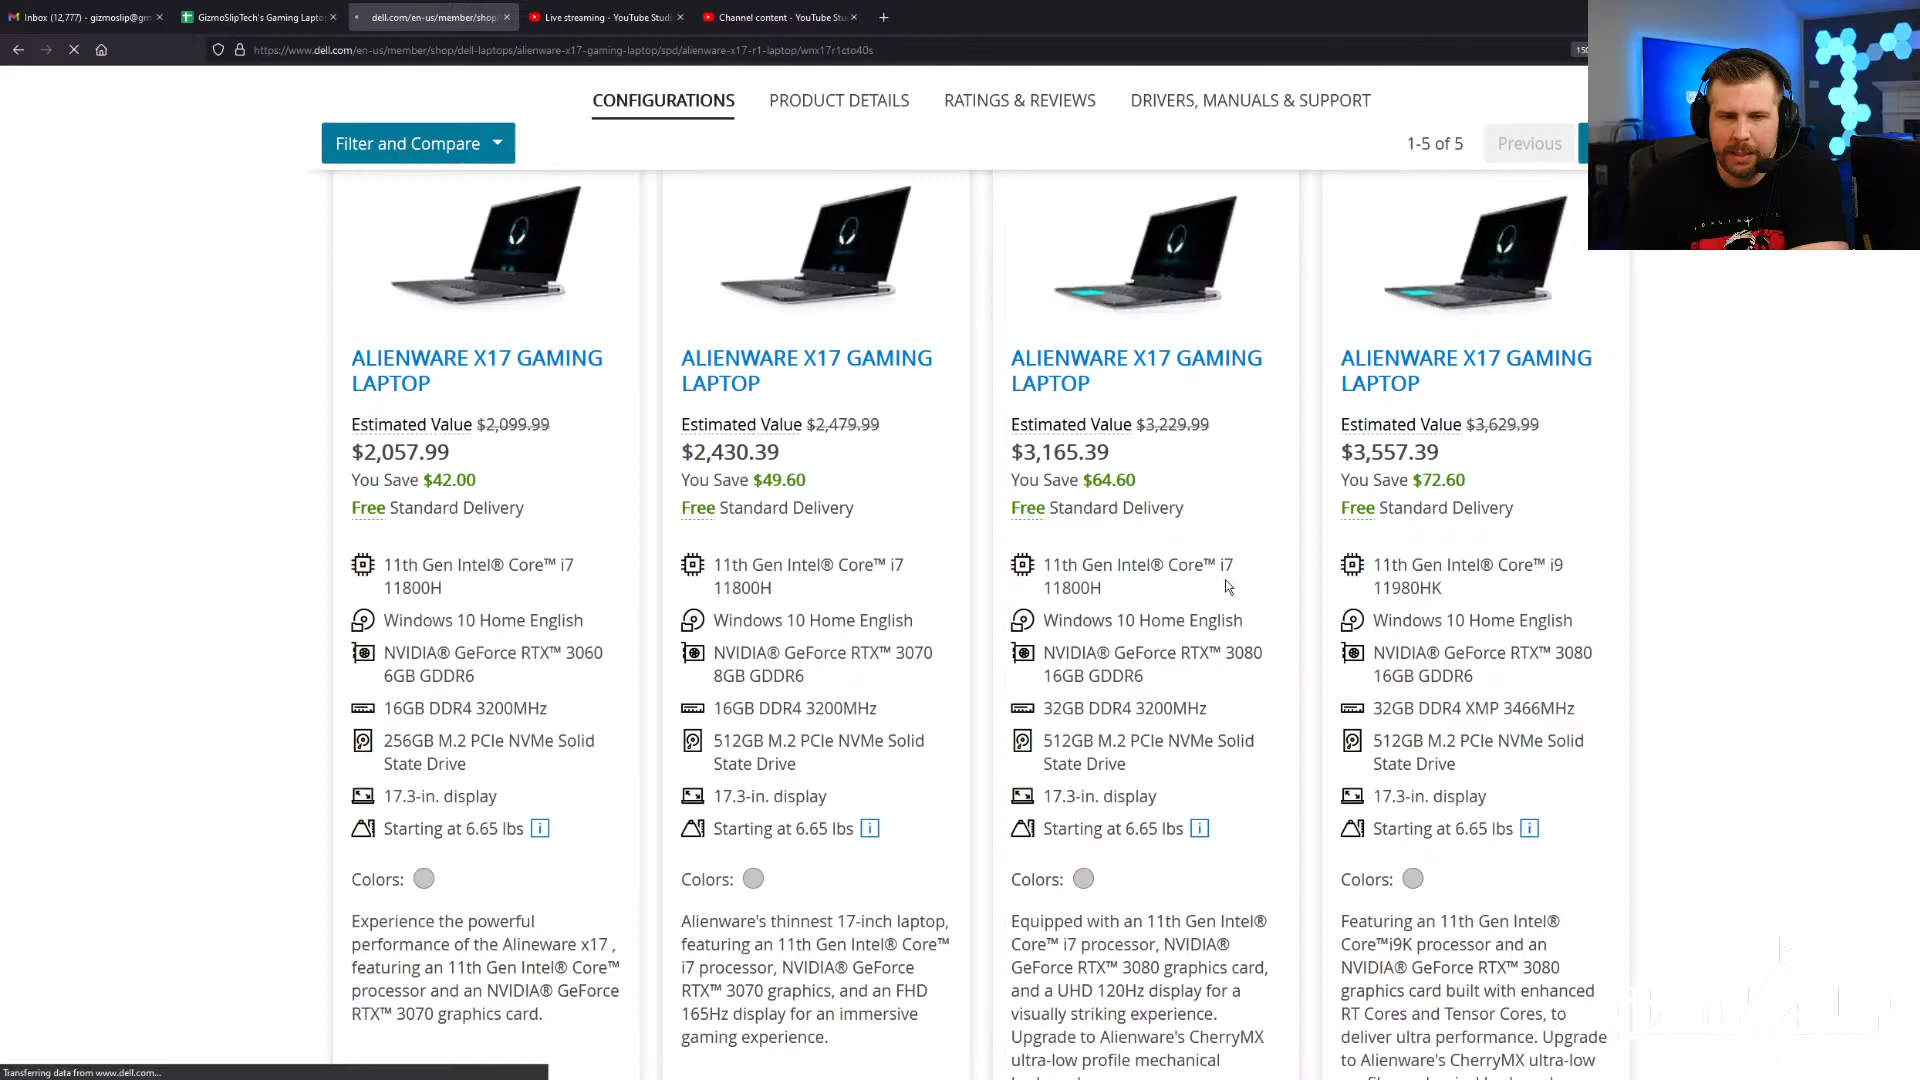 Inbox (12,777) - gizmoslip@gm
GizmoSlipTech's Gaming Lapto
dell.com/en-us/member/shop/
Live streaming - YouTube Studi
Channel content - YouTube Stu
https://www.dell.com/en-us/member/shop/dell-laptops/alienware-x17-gaming-laptop/spd/alienware-x17-r1-laptop/wnx17r1cto40s
CONFIGURATIONS PRODUCT DETAILS RATINGS & REVIEWS DRIVERS, MANUALS & SUPPORT
Filter and Compare
1-5 of 5 Previous
ALIENWARE X17 GAMING
LAPTOP
Estimated Value $2,099.99
$2,057.99
You Save $42.00
Free Standard Delivery
11th Gen Intel® Core™ i7
11800H
Windows 10 Home English
NVIDIA® GeForce RTX™ 3060
6GB GDDR6
16GB DDR4 3200MHz
256GB M.2 PCIe NVMe Solid
State Drive
17.3-in. display
Starting at 6.65 lbs
Colors:
Experience the powerful
performance of the Alineware x17 ,
featuring an 11th Gen Intel® Core™
processor and an NVIDIA® GeForce
RTX™ 3070 graphics card.
ALIENWARE X17 GAMING
LAPTOP
Estimated Value $2,479.99
$2,430.39
You Save $49.60
Free Standard Delivery
11th Gen Intel® Core™ i7
11800H
Windows 10 Home English
NVIDIA® GeForce RTX™ 3070
8GB GDDR6
16GB DDR4 3200MHz
512GB M.2 PCIe NVMe Solid
State Drive
17.3-in. display
Starting at 6.65 lbs
Colors:
Alienware's thinnest 17-inch laptop,
featuring an 11th Gen Intel® Core™
i7 processor, NVIDIA® GeForce
RTX™ 3070 graphics, and an FHD
165Hz display for an immersive
gaming experience.
ALIENWARE X17 GAMING
LAPTOP
Estimated Value $3,229.99
$3,165.39
You Save $64.60
Free Standard Delivery
11th Gen Intel® Core™ i7
11800H
Windows 10 Home English
NVIDIA® GeForce RTX™ 3080
16GB GDDR6
32GB DDR4 3200MHz
512GB M.2 PCIe NVMe Solid
State Drive
17.3-in. display
Starting at 6.65 lbs
Colors:
Equipped with an 11th Gen Intel®
Core™ i7 processor, NVIDIA®
GeForce RTX™ 3080 graphics card,
and a UHD 120Hz display for a
visually striking experience.
Upgrade to Alienware's CherryMX
ultra-low profile mechanical
ALIENWARE X17 GAMING
LAPTOP
Estimated Value $3,629.99
$3,557.39
You Save $72.60
Free Standard Delivery
11th Gen Intel® Core™ i9
11980HK
Windows 10 Home English
NVIDIA® GeForce RTX™ 3080
16GB GDDR6
32GB DDR4 XMP 3466MHz
512GB M.2 PCIe NVMe Solid
State Drive
17.3-in. display
Starting at 6.65 lbs
Colors:
Featuring an 11th Gen Intel®
Core™i9K processor and an
NVIDIA® GeForce RTX™ 3080
graphics card built with enhanced
RT Cores and Tensor Cores, to
deliver ultra performance. Upgrade
to Alienware's CherryMX ultra-low
Transferring data from www.dell.com...